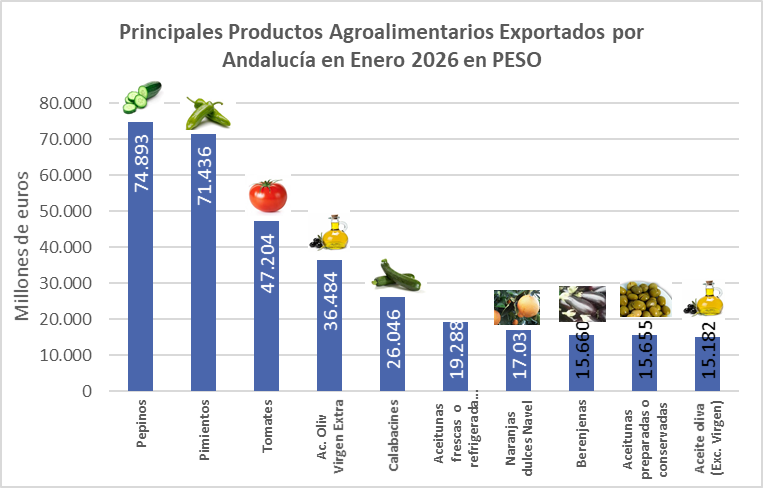 Principales Productos Agroalimentarios Exportados por
Andalucía en Enero 2026 en PESO
Millones de euros
80.000
70.000
60.000
50.000
40.000
30.000
20.000
10.000
0
74.893
71.436
47.204
36.484
26.046
19.288
17.03
15.660
15.655
15.182
Pepinos
Pimientos
Tomates
Ac. Oliv
Virgen Extra
Calabacines
Aceitunas
frescas o
refrigerada...
Naranjas
dulces Navel
Berenjenas
Aceitunas
preparadas o
conservadas
Aceite oliva
(Exc. Virgen)